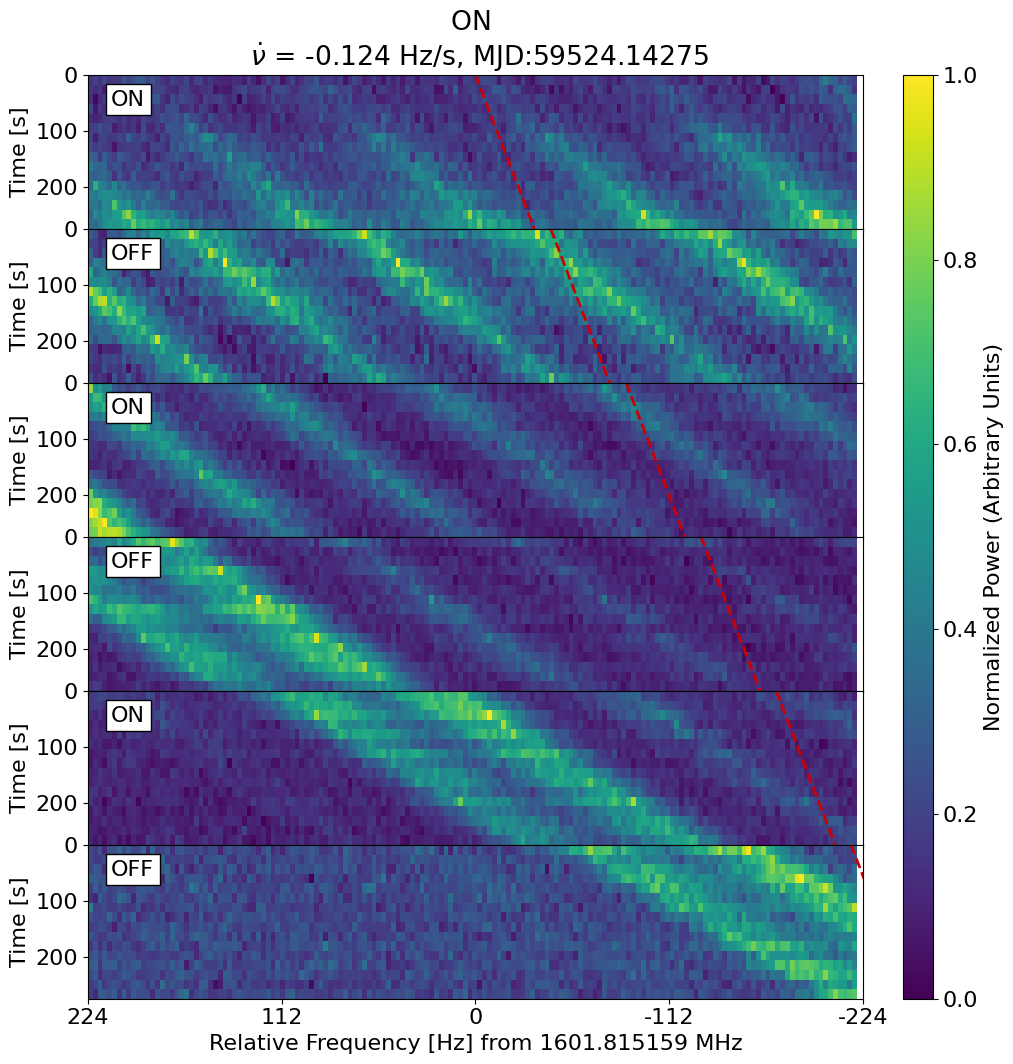 ON
ν̇ = -0.124 Hz/s, MJD:59524.14275
0
ON
100
Time [s]
200
0
OFF
100
Time [s]
200
0
ON
100
Time [s]
200
0
OFF
100
Time [s]
200
0
ON
100
Time [s]
200
0
OFF
100
Time [s]
200
224 112 0 -112 -224
Relative Frequency [Hz] from 1601.815159 MHz
1.0
0.8
0.6
0.4
0.2
0.0
Normalized Power (Arbitrary Units)